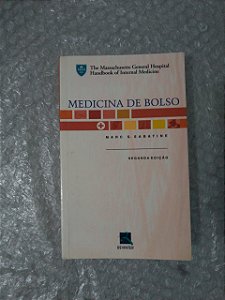 The Massachusetts General Hospital
Handbook of Internal Medicine
MEDICINA DE BOLSO
MARC S SABATINE
SEGUNDA EDIÇÃO
REVINTER